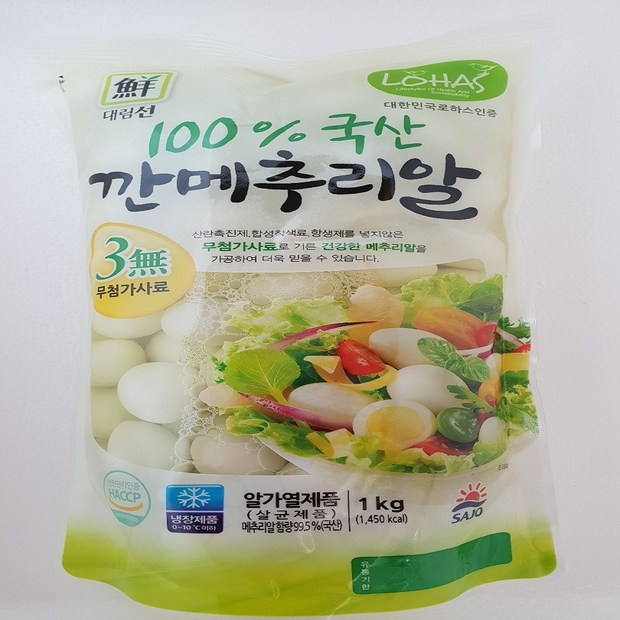 鮮
대림선
LOHAS
Lifestyles Of Health And
Sustainability
대한민국로하스인증
100% 국산
깐메추리알
산란촉진제,합성착색료,항생제를 넣지않은
무첨가사료로 기른 건강한 메추리알을
가공하여 더욱 믿을 수 있습니다.
3無
무첨가사료
HACCP
냉장제품
0~10℃이하
알가열제품
(살균제품)
메추리알 함량 99.5%(국산)
1 kg
(1,450 kcal)
SAJO
유통
기한